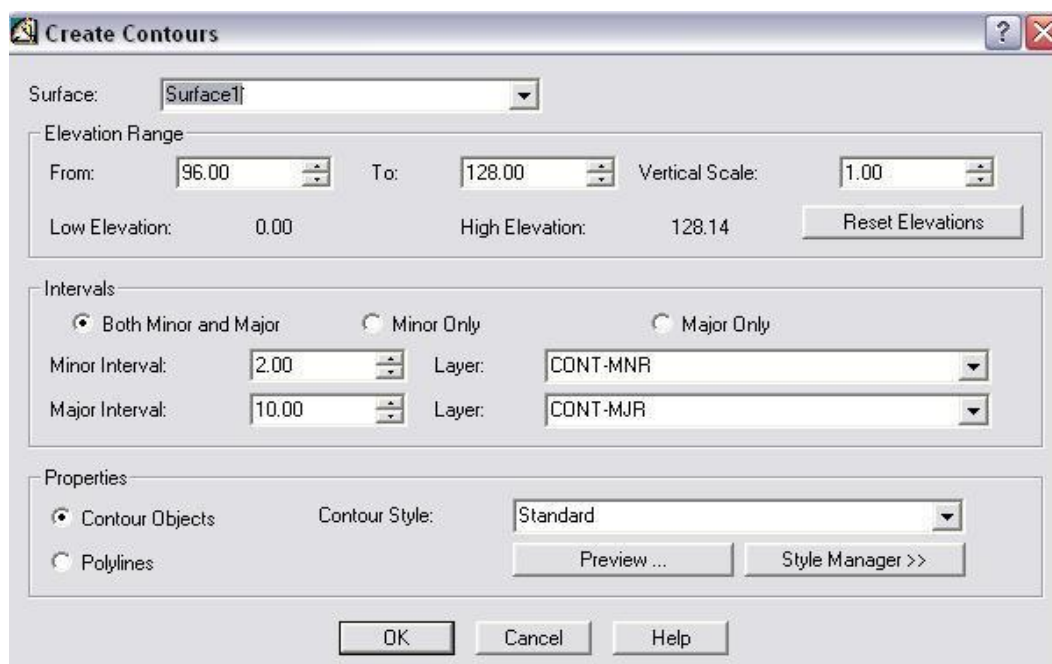 Create Contours
Surface: Surface1
Elevation Range
From: 96.00 To: 128.00 Vertical Scale: 1.00
Low Elevation: 0.00 High Elevation: 128.14 Reset Elevations
Intervals
Both Minor and Major Minor Only Major Only
Minor Interval: 2.00 Layer: CONT-MNR
Major Interval: 10.00 Layer: CONT-MJR
Properties
Contour Objects Contour Style: Standard
Polylines Preview ... Style Manager >>
OK Cancel Help